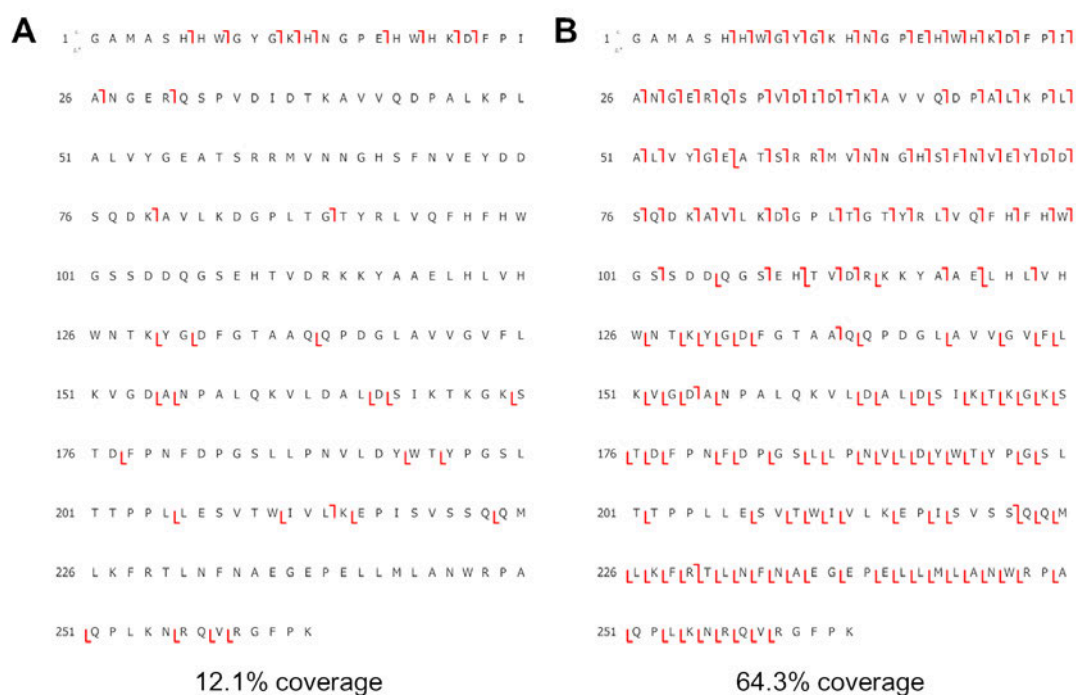 A
1 G A M A S H H W G Y G K H N G P E H W H K D F P I
26 A N G E R Q S P V D I D T K A V V Q D P A L K P L
51 A L V Y G E A T S R R M V N N G H S F N V E Y D D
76 S Q D K A V L K D G P L T G T Y R L V Q F H F H W
101 G S S D D Q G S E H T V D R K K Y A A E L H L V H
126 W N T K Y G D F G T A A Q Q P D G L A V V G V F L
151 K V G D A N P A L Q K V L D A L D S I K T K G K S
176 T D F P N F D P G S L L P N V L D Y W T Y P G S L
201 T T P P L L E S V T W I V L K E P I S V S S Q Q M
226 L K F R T L N F N A E G E P E L L M L A N W R P A
251 Q P L K N R Q V R G F P K
12.1% coverage
B
1 G A M A S H H W G Y G K H N G P E H W H K D F P I
26 A N G E R Q S P V D I D T K A V V Q D P A L K P L
51 A L V Y G E A T S R R M V N N G H S F N V E Y D D
76 S Q D K A V L K D G P L T G T Y R L V Q F H F H W
101 G S S D D Q G S E H T V D R K K Y A A E L H L V H
126 W N T K Y G D F G T A A Q Q P D G L A V V G V F L
151 K V G D A N P A L Q K V L D A L D S I K T K G K S
176 T D F P N F D P G S L L P N V L D Y W T Y P G S L
201 T T P P L L E S V T W I V L K E P I S V S S Q Q M
226 L K F R T L N F N A E G E P E L L M L A N W R P A
251 Q P L K N R Q V R G F P K
64.3% coverage